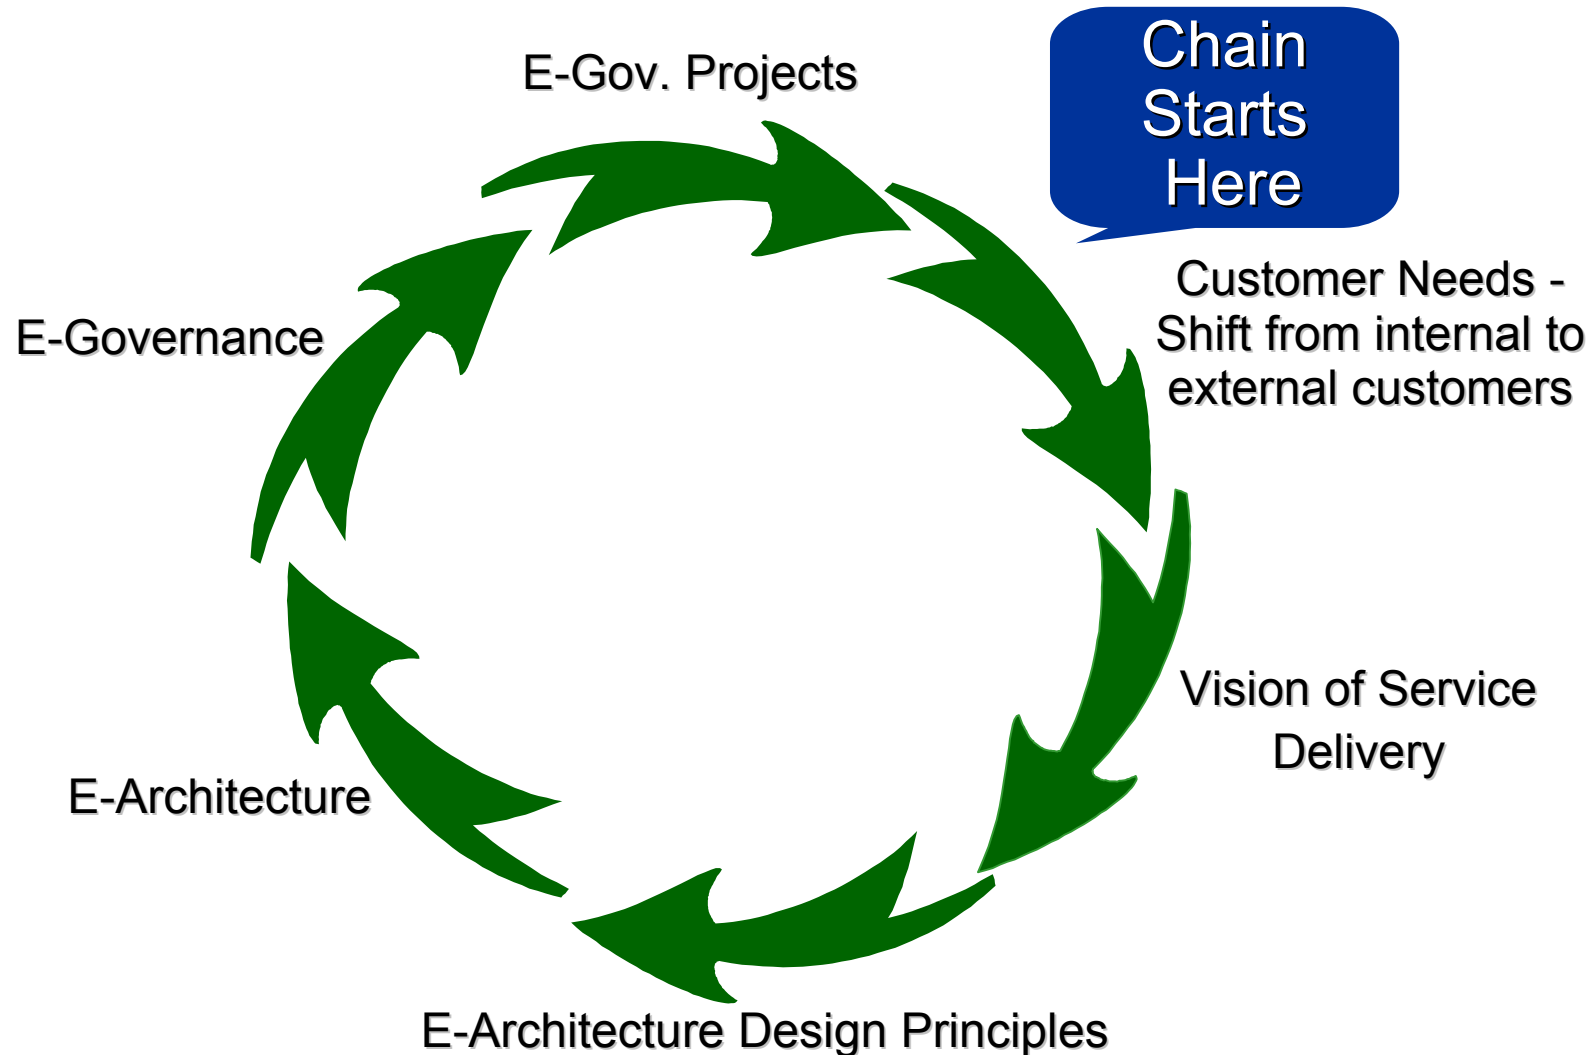 E-Gov. Projects
Chain
Starts
Here
Customer Needs -
Shift from internal to
external customers
E-Governance
Vision of Service
Delivery
E-Architecture
E-Architecture Design Principles